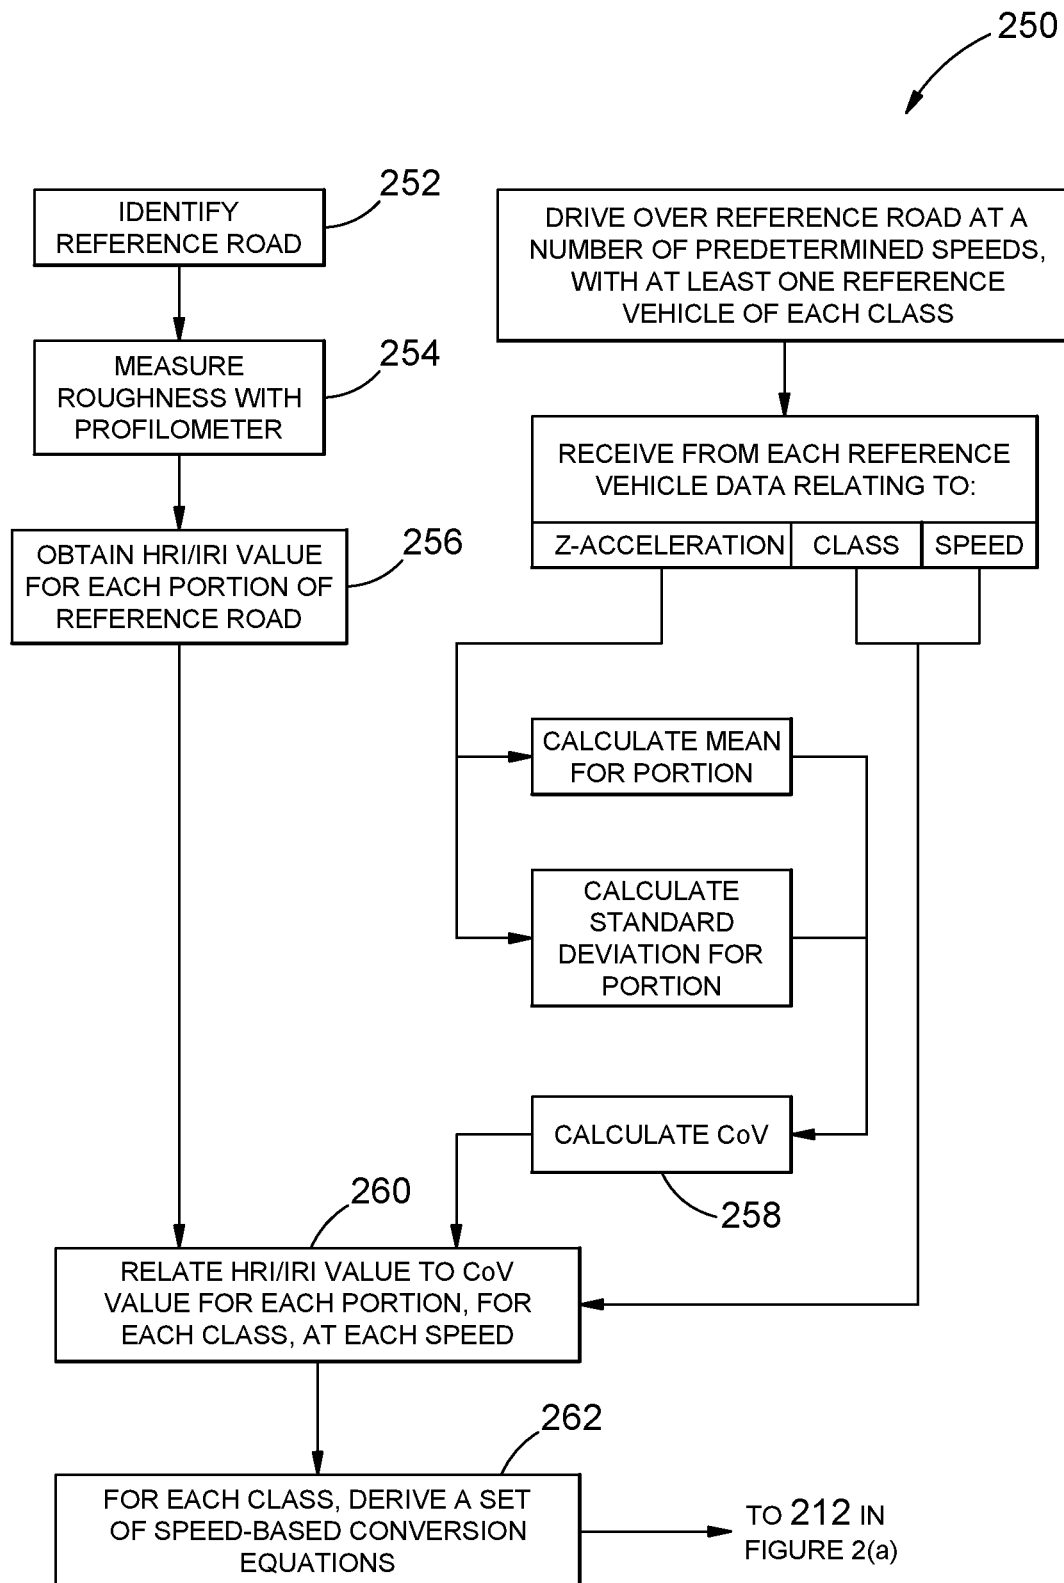 250
252
IDENTIFY
REFERENCE ROAD
254
MEASURE
ROUGHNESS WITH
PROFILOMETER
256
OBTAIN HRI/IRI VALUE
FOR EACH PORTION OF
REFERENCE ROAD
DRIVE OVER REFERENCE ROAD AT A
NUMBER OF PREDETERMINED SPEEDS,
WITH AT LEAST ONE REFERENCE
VEHICLE OF EACH CLASS
RECEIVE FROM EACH REFERENCE
VEHICLE DATA RELATING TO:
Z-ACCELERATION CLASS SPEED
CALCULATE MEAN
FOR PORTION
CALCULATE
STANDARD
DEVIATION FOR
PORTION
CALCULATE CoV
258
260
RELATE HRI/IRI VALUE TO CoV
VALUE FOR EACH PORTION, FOR
EACH CLASS, AT EACH SPEED
262
FOR EACH CLASS, DERIVE A SET
OF SPEED-BASED CONVERSION
EQUATIONS
TO 212 IN
FIGURE 2(a)